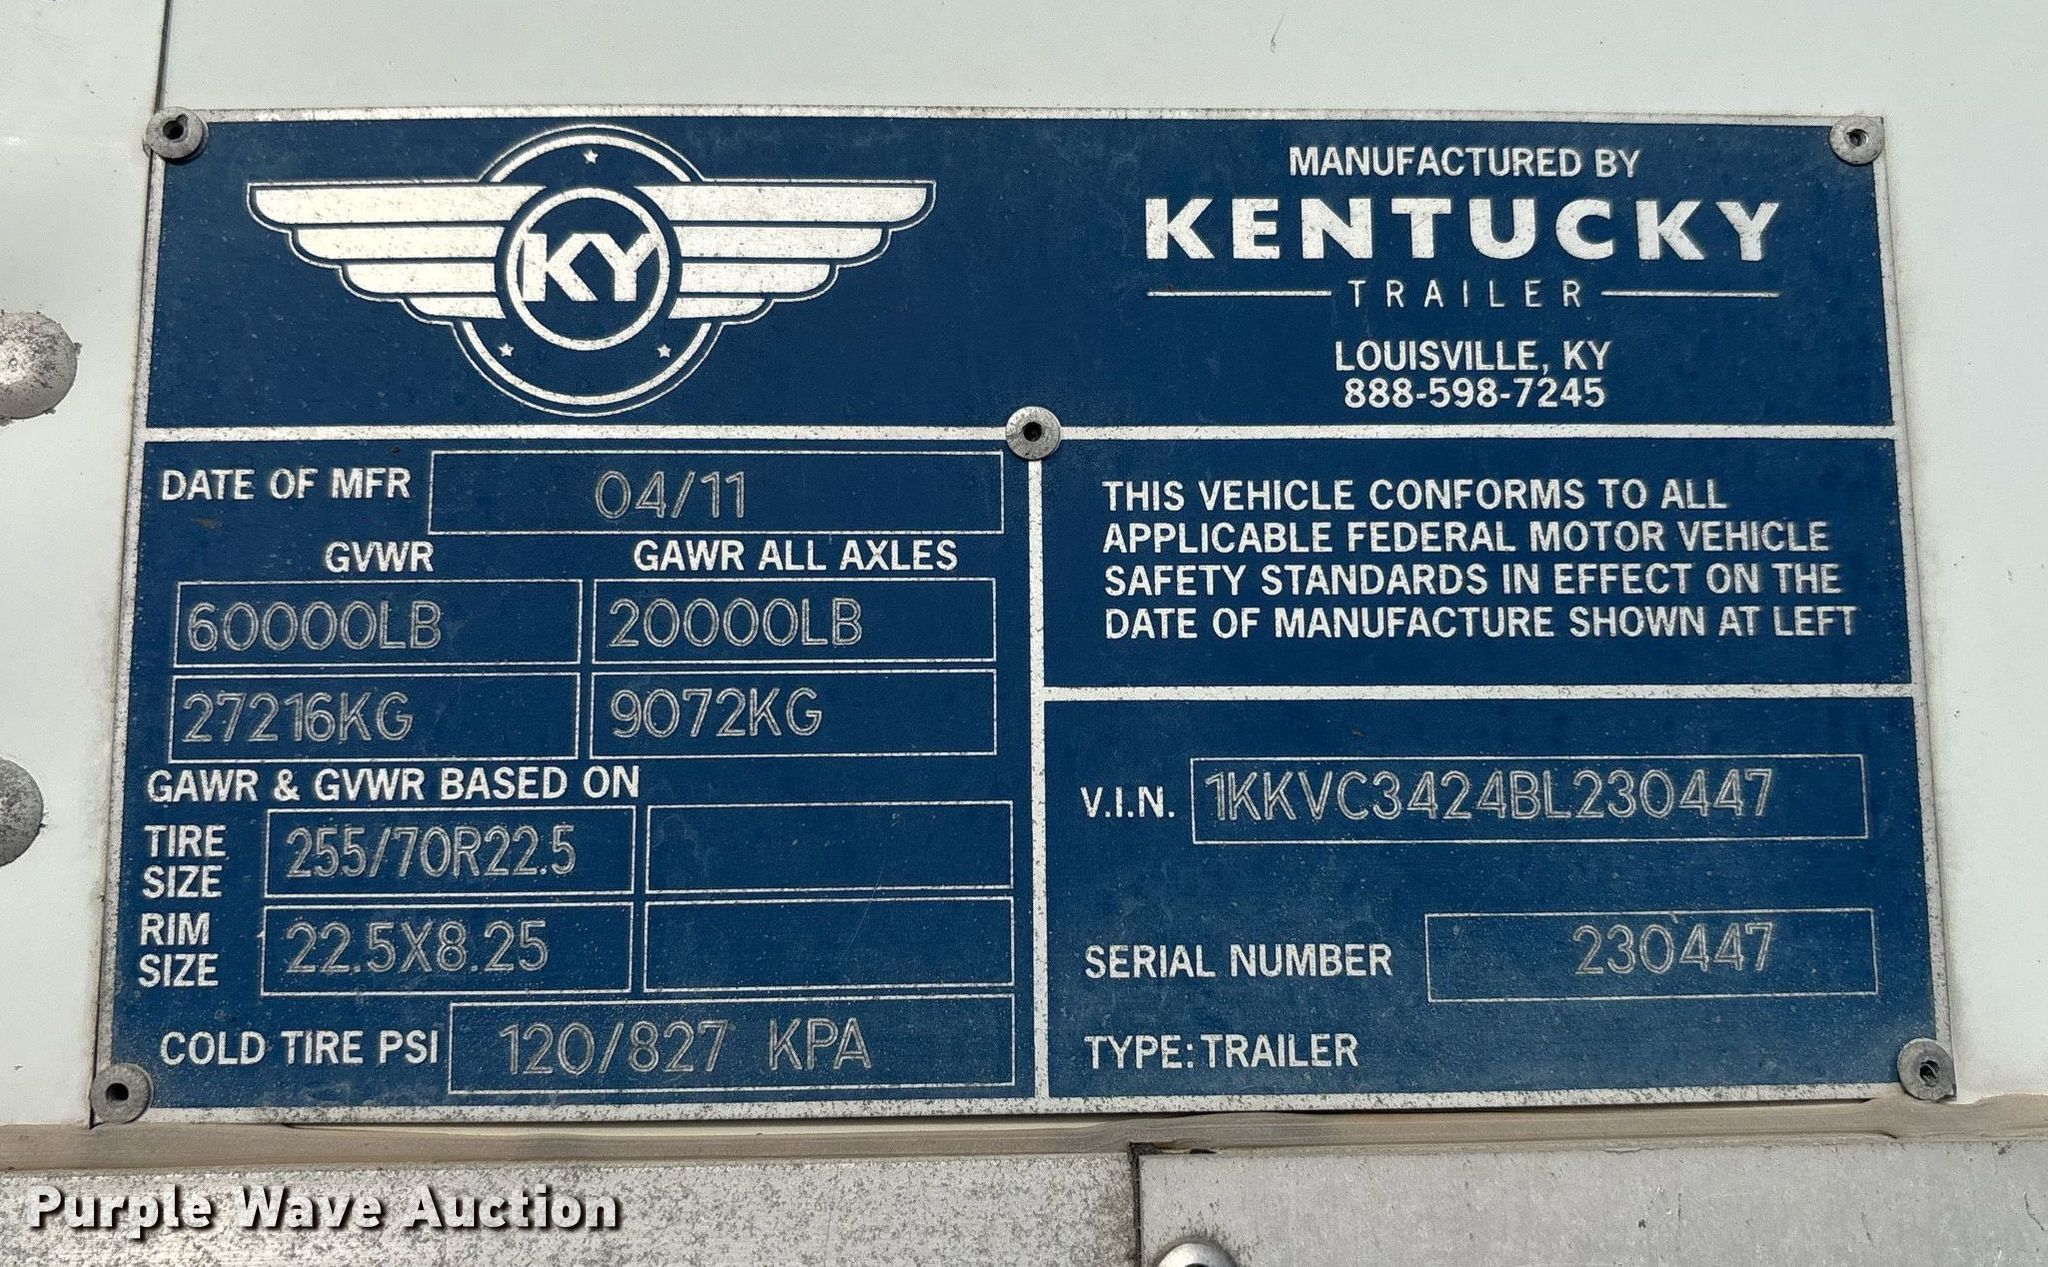 KY
MANUFACTURED BY
KENTUCKY
TRAILER
LOUISVILLE, KY
888-598-7245
DATE OF MFR 04/11
GVWR GAWR ALL AXLES
60000LB 20000LB
27216KG 9072KG
GAWR & GVWR BASED ON
TIRE SIZE 255/70R22.5
RIM SIZE 22.5X8.25
COLD TIRE PSI 120/827 KPA
THIS VEHICLE CONFORMS TO ALL
APPLICABLE FEDERAL MOTOR VEHICLE
SAFETY STANDARDS IN EFFECT ON THE
DATE OF MANUFACTURE SHOWN AT LEFT
V.I.N. 1KKVC3424BL230447
SERIAL NUMBER 230447
TYPE: TRAILER
Purple Wave Auction